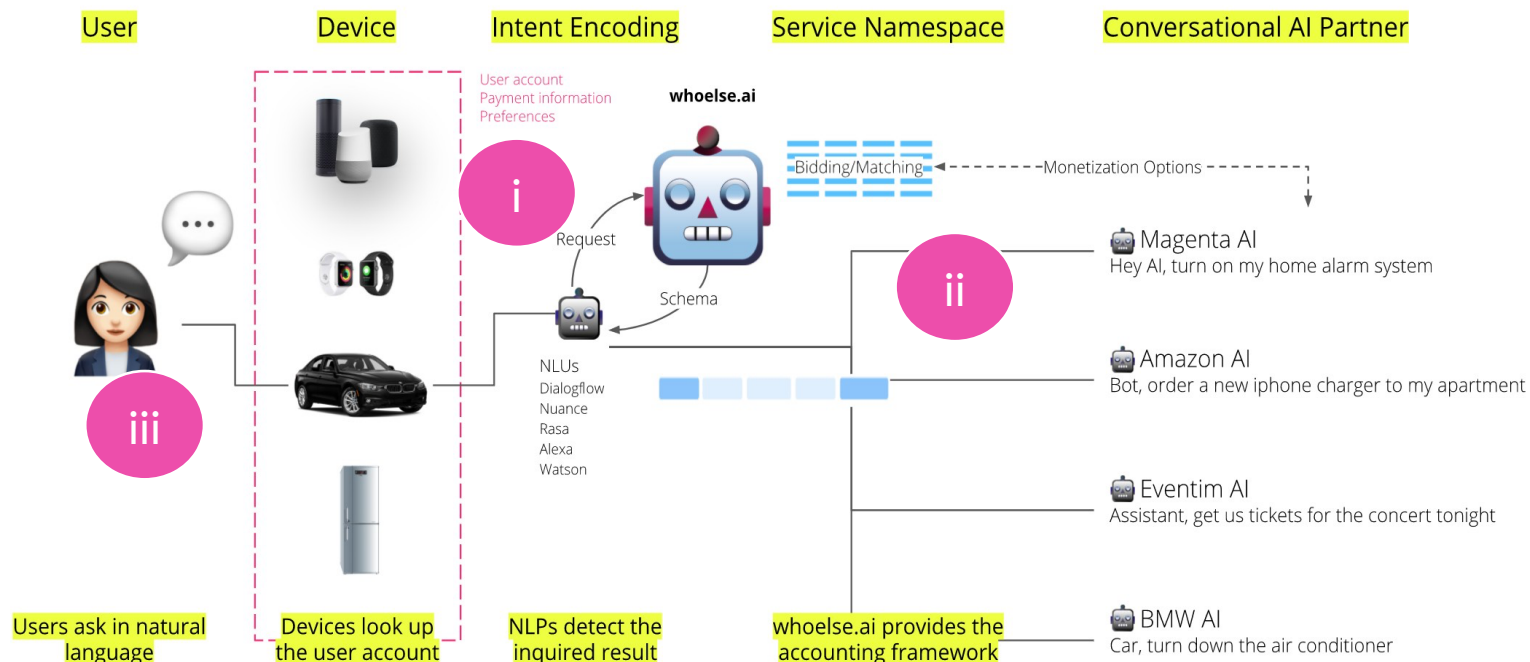 User
Device
Intent Encoding
Service Namespace
Conversational AI Partner
User account
Payment information
Preferences
whoelse.ai
i
Bidding/Matching
Monetization Options
Request
Schema
ii
iii
NLUs
Dialogflow
Nuance
Rasa
Alexa
Watson
Magenta AI
Hey AI, turn on my home alarm system
Amazon AI
Bot, order a new iphone charger to my apartment
Eventim AI
Assistant, get us tickets for the concert tonight
BMW AI
Car, turn down the air conditioner
Users ask in natural
language
Devices look up
the user account
NLPs detect the
inquired result
whoelse.ai provides the
accounting framework